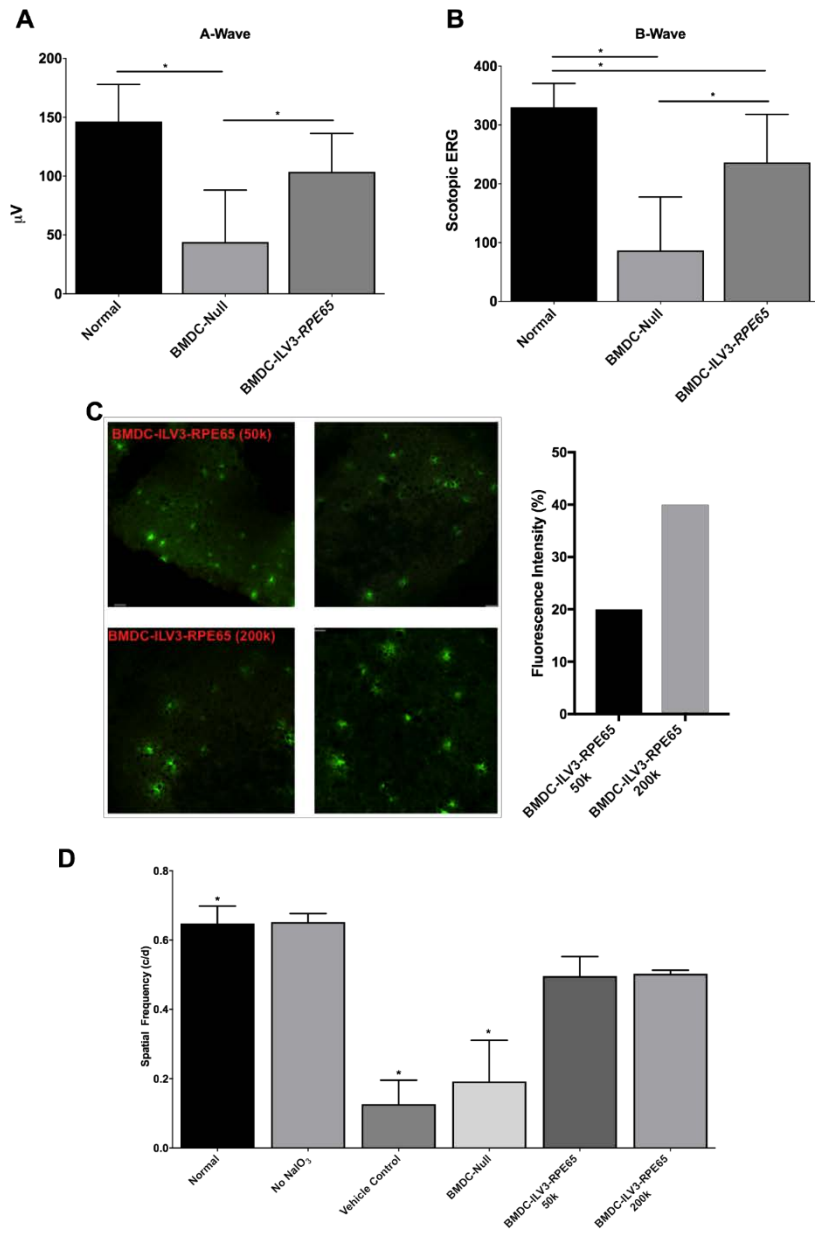 A
A-Wave
μV
200
150
100
50
0
*
*
Normal
BMDC-Null
BMDC-ILV3-RPE65
B
B-Wave
Scotopic ERG
400
300
200
100
0
*
*
*
Normal
BMDC-Null
BMDC-ILV3-RPE65
C
BMDC-ILV3-RPE65 (50k)
BMDC-ILV3-RPE65 (200k)
Fluorescence Intensity (%)
50
40
30
20
10
0
BMDC-ILV3-RPE65
50k
BMDC-ILV3-RPE65
200k
D
Spatial Frequency (c/d)
0.8
0.6
0.4
0.2
0.0
*
*
*
Normal
No NaIO₃
Vehicle Control
BMDC-Null
BMDC-ILV3-RPE65
50k
BMDC-ILV3-RPE65
200k